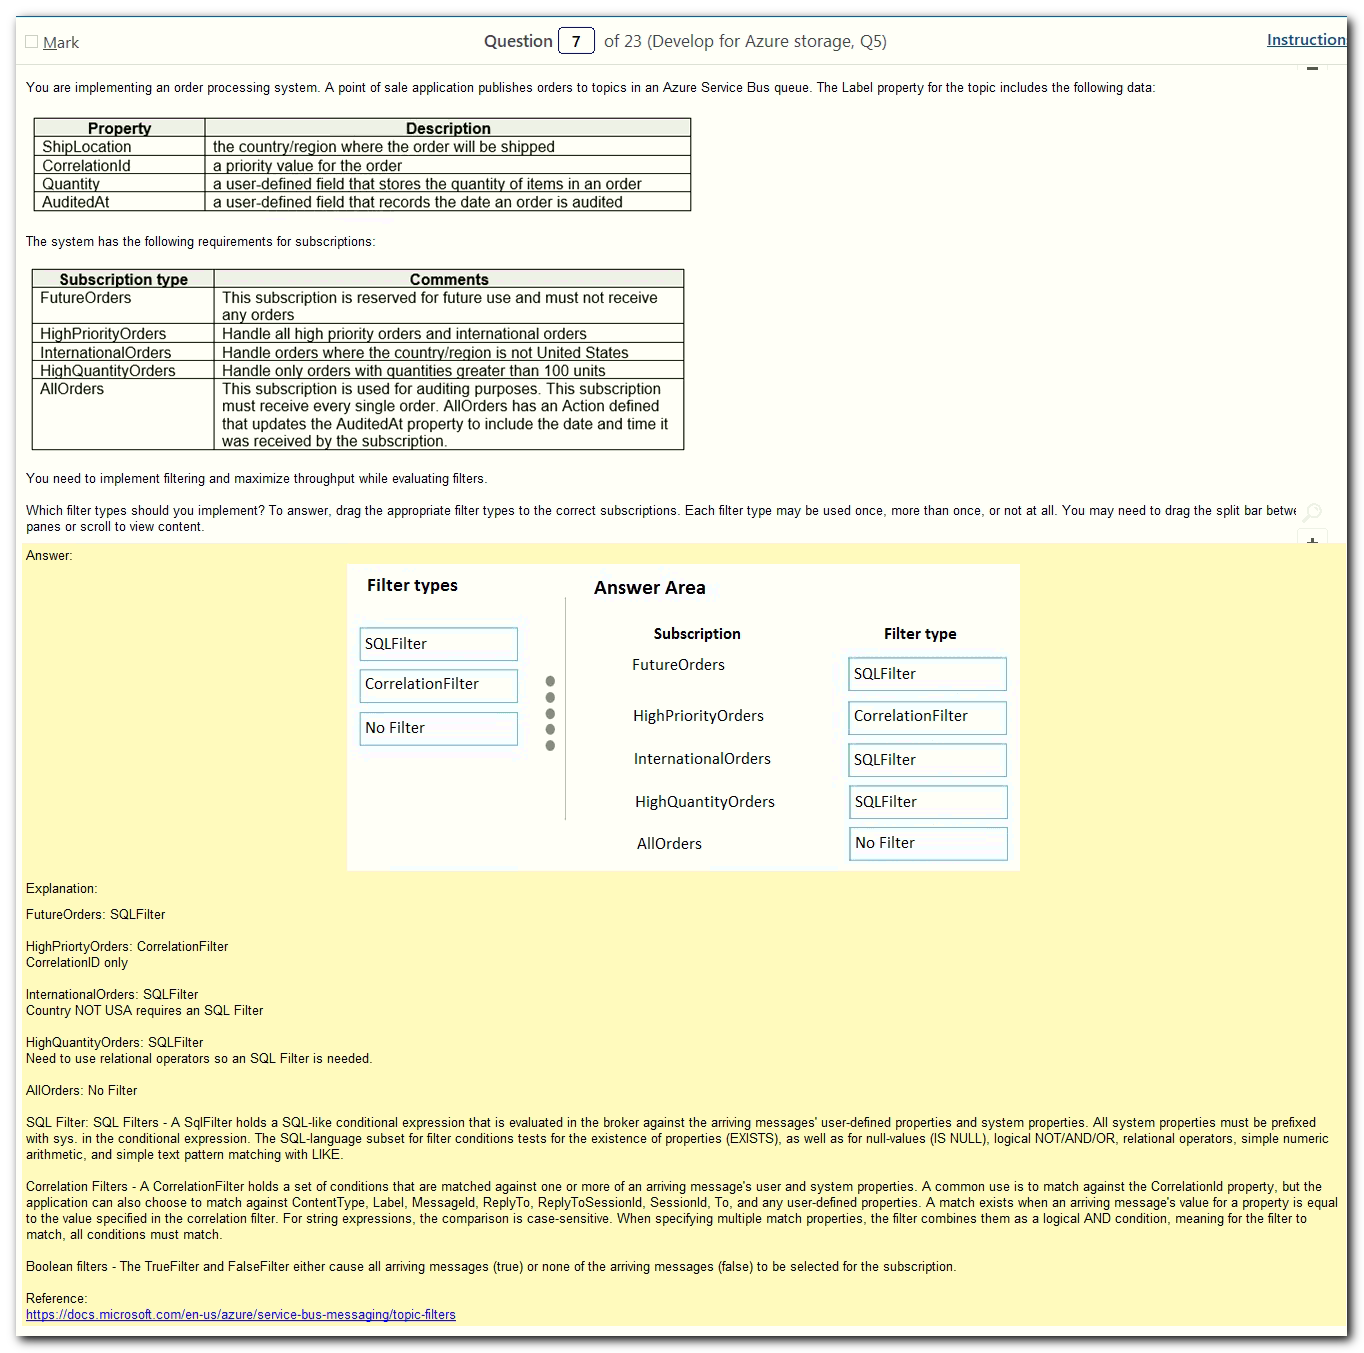 Mark
Question 7 of 23 (Develop for Azure storage, Q5)
Instruction
You are implementing an order processing system. A point of sale application publishes orders to topics in an Azure Service Bus queue. The Label property for the topic includes the following data:
Property Description
ShipLocation the country/region where the order will be shipped
CorrelationId a priority value for the order
Quantity a user-defined field that stores the quantity of items in an order
AuditedAt a user-defined field that records the date an order is audited
The system has the following requirements for subscriptions:
Subscription type Comments
FutureOrders This subscription is reserved for future use and must not receive
any orders
HighPriorityOrders Handle all high priority orders and international orders
InternationalOrders Handle orders where the country/region is not United States
HighQuantityOrders Handle only orders with quantities greater than 100 units
AllOrders This subscription is used for auditing purposes. This subscription
must receive every single order. AllOrders has an Action defined
that updates the AuditedAt property to include the date and time it
was received by the subscription.
You need to implement filtering and maximize throughput while evaluating filters.
Which filter types should you implement? To answer, drag the appropriate filter types to the correct subscriptions. Each filter type may be used once, more than once, or not at all. You may need to drag the split bar betwe
panes or scroll to view content.
Answer:
Filter types
Answer Area
Subscription Filter type
SQLFilter
CorrelationFilter
No Filter
FutureOrders SQLFilter
HighPriorityOrders CorrelationFilter
InternationalOrders SQLFilter
HighQuantityOrders SQLFilter
AllOrders No Filter
Explanation:
FutureOrders: SQLFilter
HighPriortyOrders: CorrelationFilter
CorrelationID only
InternationalOrders: SQLFilter
Country NOT USA requires an SQL Filter
HighQuantityOrders: SQLFilter
Need to use relational operators so an SQL Filter is needed.
AllOrders: No Filter
SQL Filter: SQL Filters - A SqlFilter holds a SQL-like conditional expression that is evaluated in the broker against the arriving messages' user-defined properties and system properties. All system properties must be prefixed
with sys. in the conditional expression. The SQL-language subset for filter conditions tests for the existence of properties (EXISTS), as well as for null-values (IS NULL), logical NOT/AND/OR, relational operators, simple numeric
arithmetic, and simple text pattern matching with LIKE.
Correlation Filters - A CorrelationFilter holds a set of conditions that are matched against one or more of an arriving message's user and system properties. A common use is to match against the CorrelationId property, but the
application can also choose to match against ContentType, Label, MessageId, ReplyTo, ReplyToSessionId, SessionId, To, and any user-defined properties. A match exists when an arriving message's value for a property is equal
to the value specified in the correlation filter. For string expressions, the comparison is case-sensitive. When specifying multiple match properties, the filter combines them as a logical AND condition, meaning for the filter to
match, all conditions must match.
Boolean filters - The TrueFilter and FalseFilter either cause all arriving messages (true) or none of the arriving messages (false) to be selected for the subscription.
Reference:
https://docs.microsoft.com/en-us/azure/service-bus-messaging/topic-filters